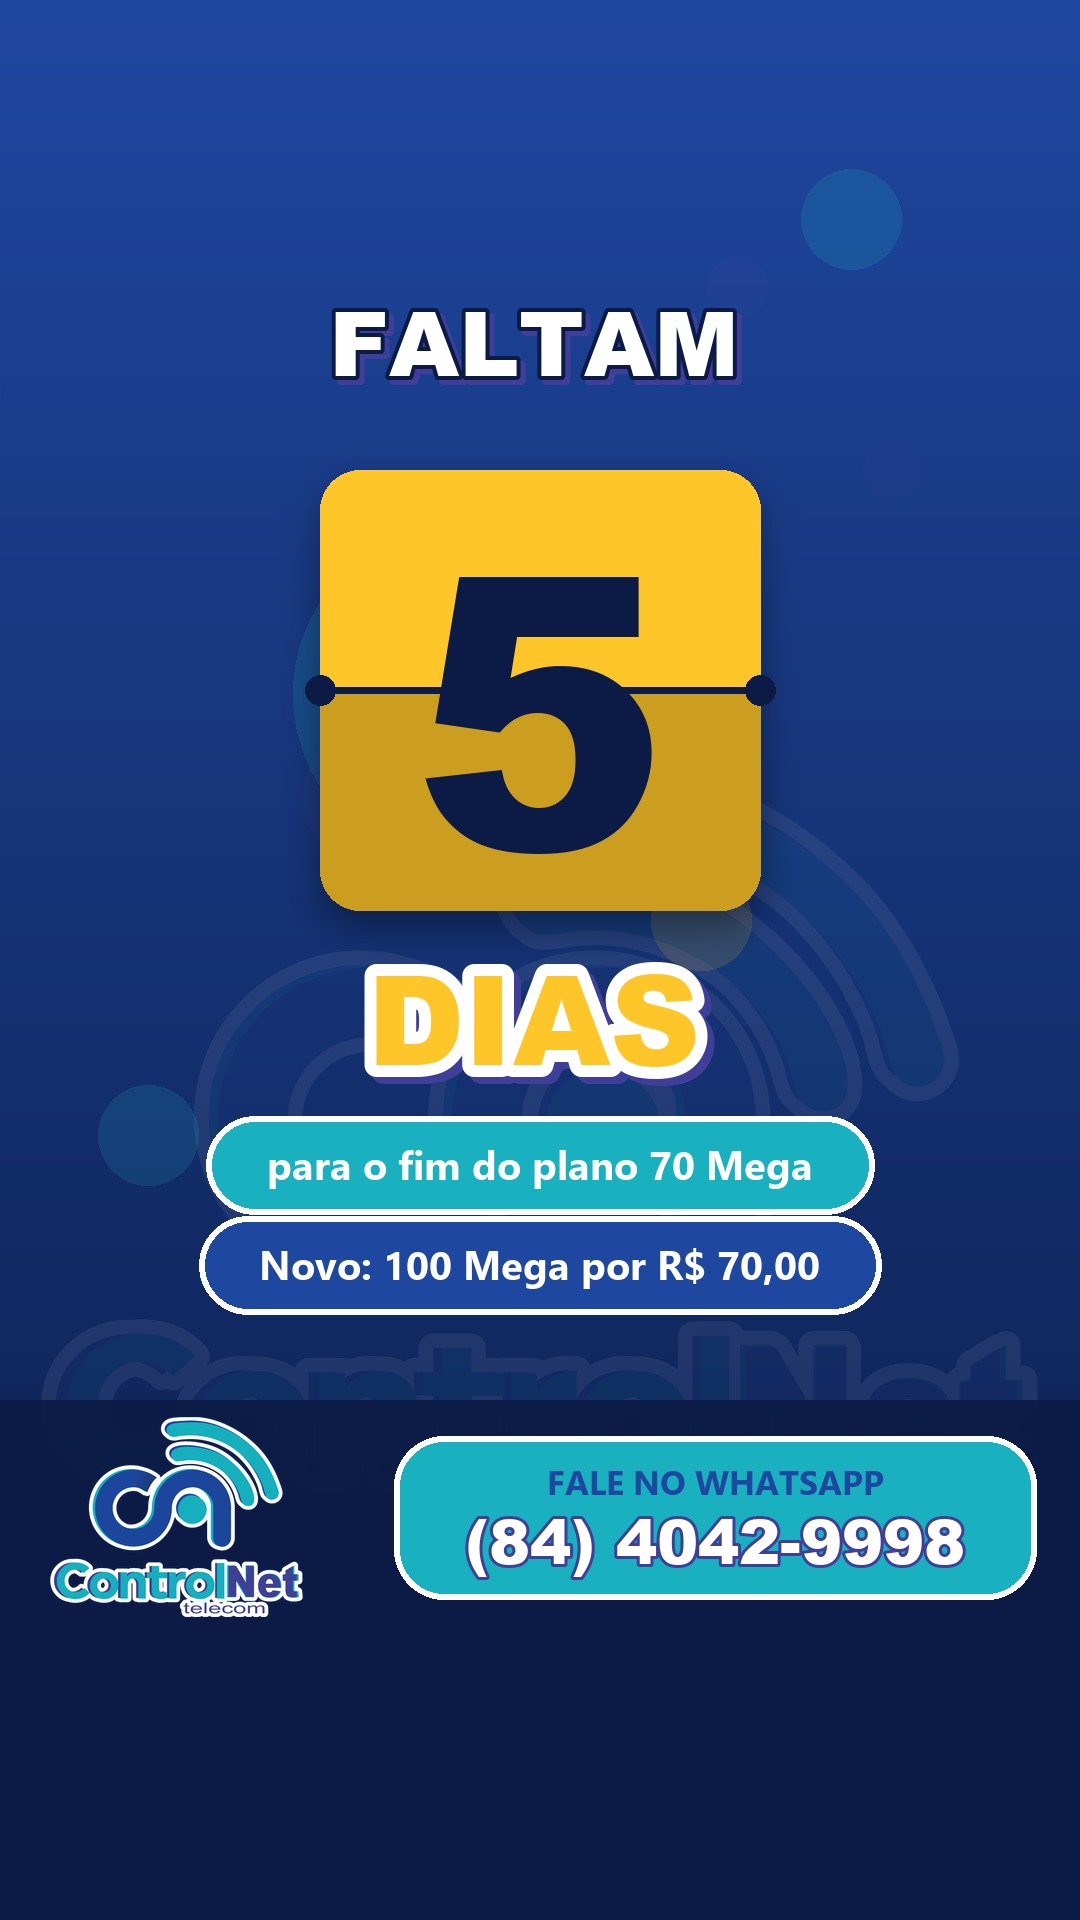 FALTAM
5
DIAS
para o fim do plano 70 Mega
Novo: 100 Mega por R$ 70,00
ControlNet
ControlNet
telecom
FALE NO WHATSAPP
(84) 4042-9998